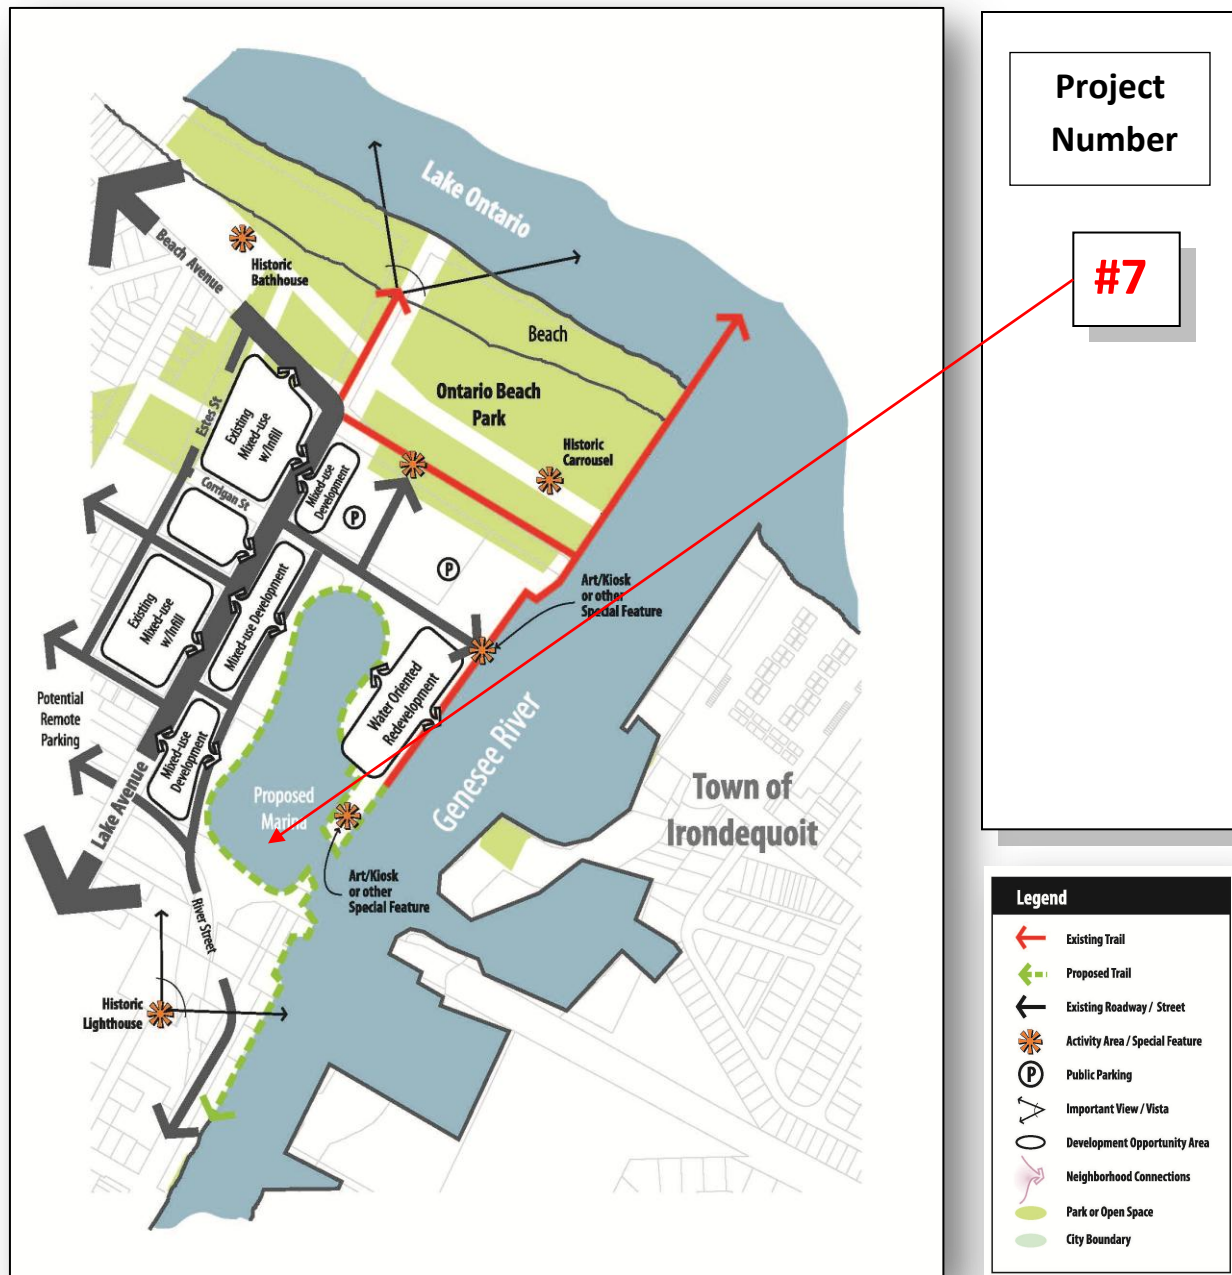 Project
Number
#7
Lake Ontario
Beach Avenue
Historic
Bathhouse
Beach
Ontario Beach
Park
Historic
Carrousel
Estes St
Existing
Mixed-use
w/Infill
Mixed-use
Development
Corrigan St
P
P
Art/Kiosk
or other
Special Feature
Existing
Mixed-use
w/Infill
Mixed-use Development
Water Oriented
Redevelopment
Potential
Remote
Parking
Mixed-use
Development
Lake Avenue
Proposed
Marina
Genesee River
Town of
Irondequoit
Art/Kiosk
or other
Special Feature
River Street
Historic
Lighthouse
Legend
Existing Trail
Proposed Trail
Existing Roadway / Street
Activity Area / Special Feature
P Public Parking
Important View / Vista
Development Opportunity Area
Neighborhood Connections
Park or Open Space
City Boundary